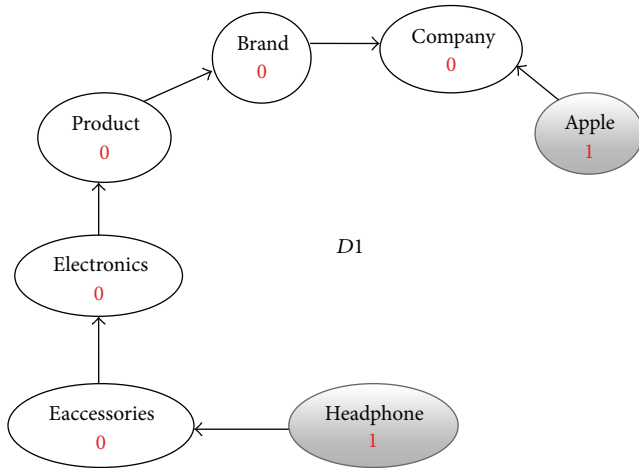 Brand
0
Company
0
Product
0
Apple
1
D1
Electronics
0
Eaccessories
0
Headphone
1